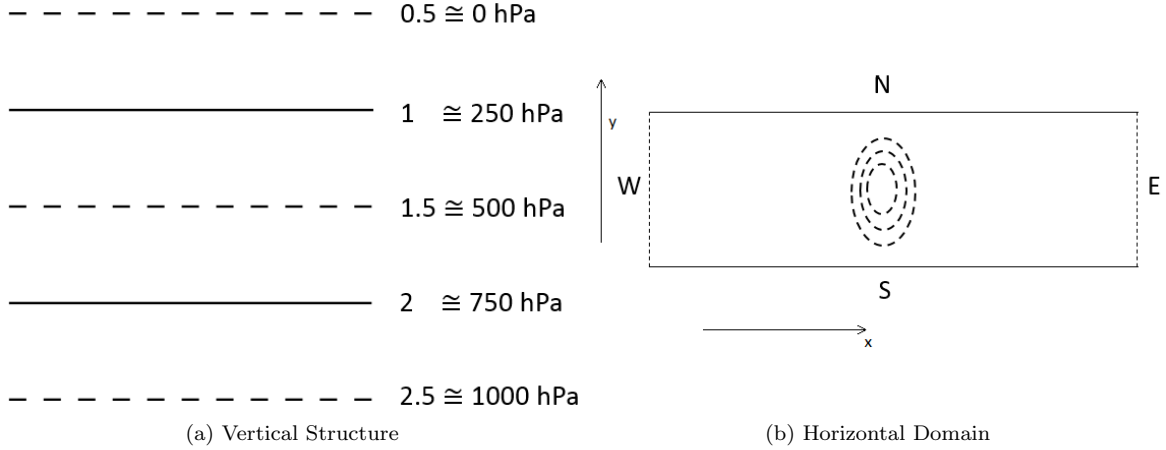 0.5 ≅ 0 hPa
1 ≅ 250 hPa
1.5 ≅ 500 hPa
2 ≅ 750 hPa
2.5 ≅ 1000 hPa
(a) Vertical Structure
N
y
W
E
S
x
(b) Horizontal Domain